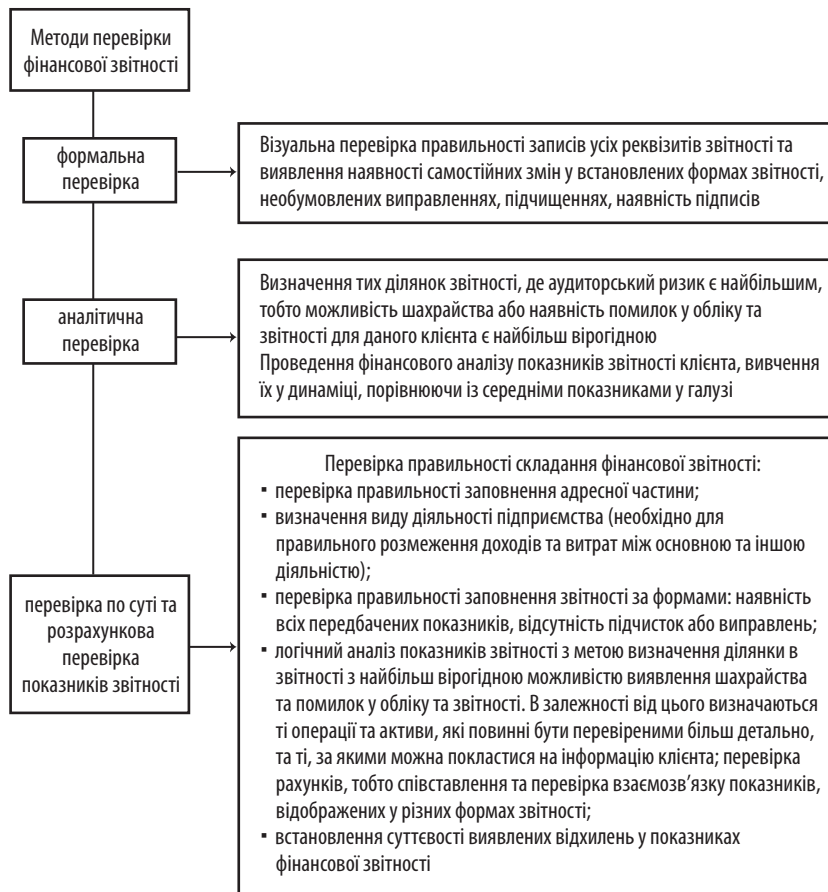 Методи перевірки
фінансової звітності
формальна
перевірка
Візуальна перевірка правильності записів усіх реквізитів звітності та
виявлення наявності самостійних змін у встановлених формах звітності,
необумовлених виправленнях, підчищеннях, наявність підписів
аналітична
перевірка
Визначення тих ділянок звітності, де аудиторський ризик є найбільшим,
тобто можливість шахрайства або наявність помилок у обліку та
звітності для даного клієнта є найбільш вірогідною
Проведення фінансового аналізу показників звітності клієнта, вивчення
їх у динаміці, порівнюючи із середніми показниками у галузі
перевірка по суті та
розрахункова
перевірка
показників звітності
Перевірка правильності складання фінансової звітності:
▪ перевірка правильності заповнення адресної частини;
▪ визначення виду діяльності підприємства (необхідно для
правильного розмеження доходів та витрат між основною та іншою
діяльністю);
▪ перевірка правильності заповнення звітності за формами: наявність
всіх передбачених показників, відсутність підчисток або виправлень;
▪ логічний аналіз показників звітності з метою визначення ділянки в
звітності з найбільш вірогідною можливістю виявлення шахрайства
та помилок у обліку та звітності. В залежності від цього визначаються
ті операції та активи, які повинні бути перевіреними більш детально,
та ті, за якими можна покластися на інформацію клієнта; перевірка
рахунків, тобто співставлення та перевірка взаємозв’язку показників,
відображених у різних формах звітності;
▪ встановлення суттєвості виявлених відхилень у показниках
фінансової звітності